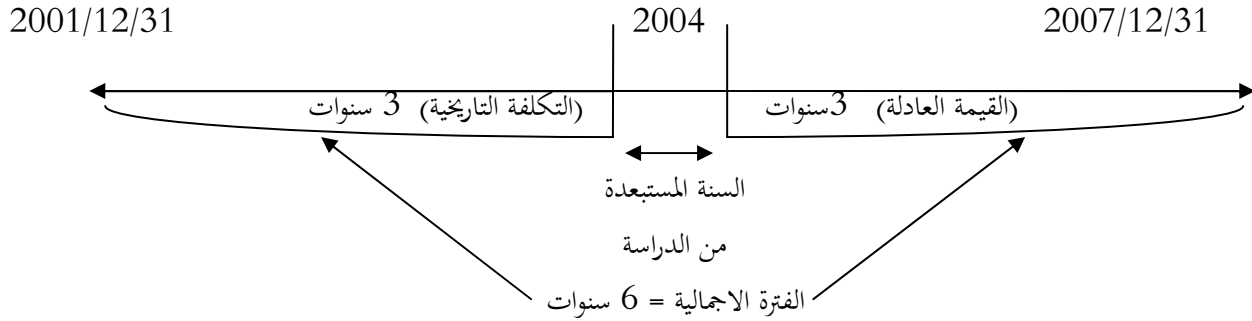 2001/12/31 2004 2007/12/31
(التكلفة التاريخية) 3 سنوات
(القيمة العادلة) 3سنوات
السنة المستبعدة
من الدراسة
الفترة الاجمالية = 6 سنوات